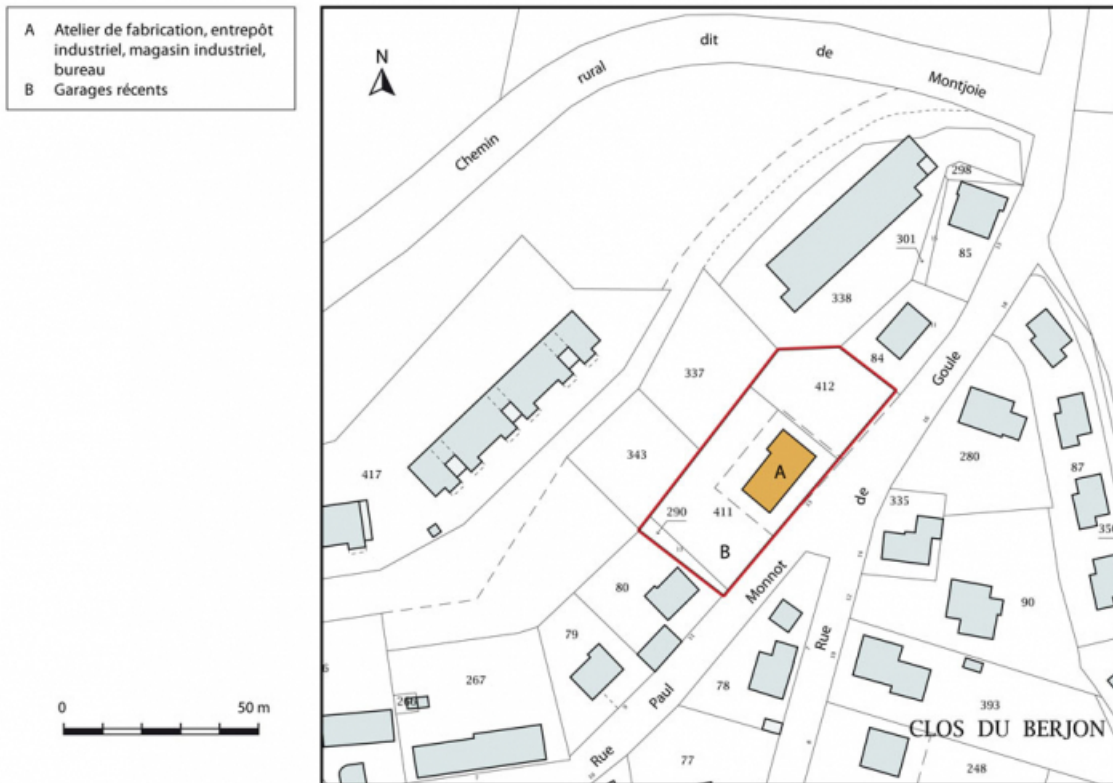 A Atelier de fabrication, entrepôt
industriel, magasin industriel,
bureau
B Garages récents
N
Chemin rural dit de Montjoie
298
301
85
338
84
Goule
337
412
A
343
417
280
87
290
411
335
350
B
de
80
Monnot
90
79
Rue
267
78
Paul
393
CLOS DU BERJON
Rue
77
248
0 50 m